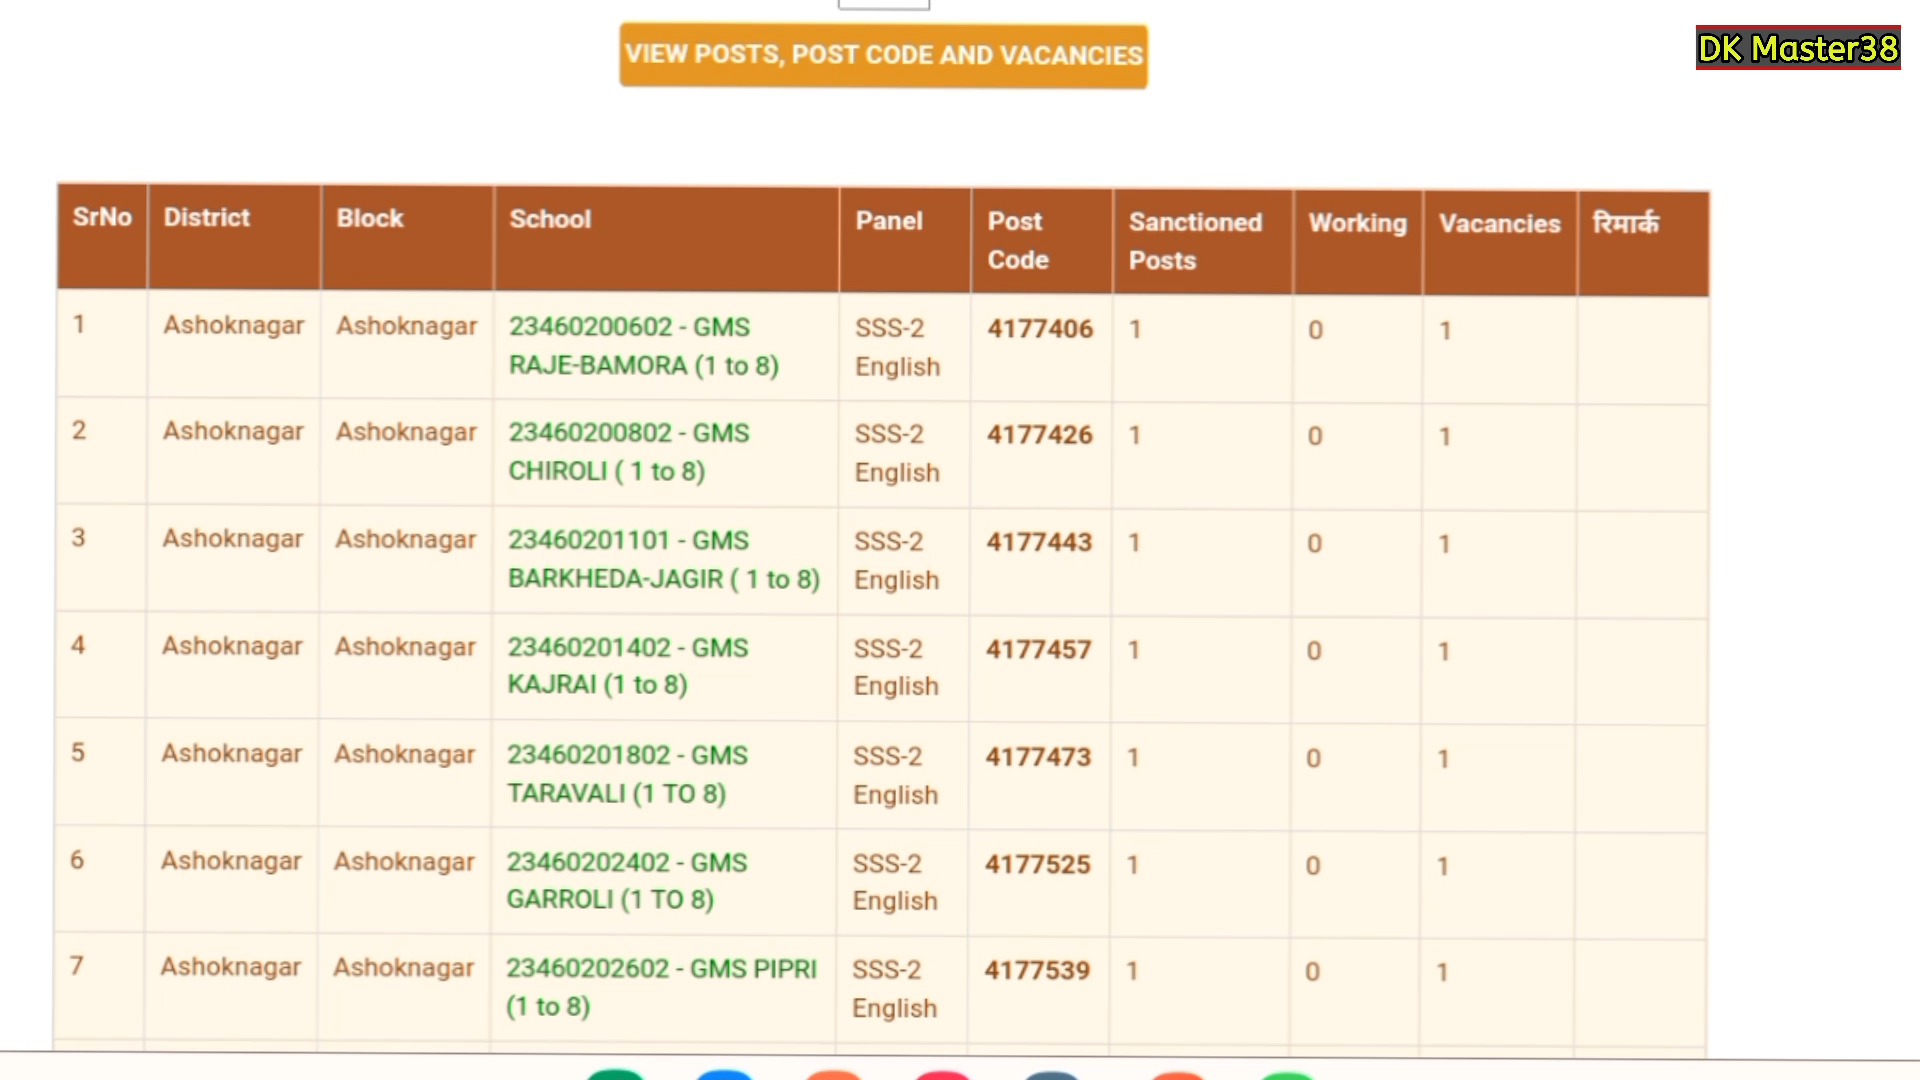 VIEW POSTS, POST CODE AND VACANCIES
DK Master38
SrNo District Block School Panel Post Code Sanctioned Posts Working Vacancies रिमार्क
1 Ashoknagar Ashoknagar 23460200602 - GMS SSS-2 4177406 1 0 1
RAJE-BAMORA (1 to 8) English
2 Ashoknagar Ashoknagar 23460200802 - GMS SSS-2 4177426 1 0 1
CHIROLI ( 1 to 8) English
3 Ashoknagar Ashoknagar 23460201101 - GMS SSS-2 4177443 1 0 1
BARKHEDA-JAGIR ( 1 to 8) English
4 Ashoknagar Ashoknagar 23460201402 - GMS SSS-2 4177457 1 0 1
KAJRAI (1 to 8) English
5 Ashoknagar Ashoknagar 23460201802 - GMS SSS-2 4177473 1 0 1
TARAVALI (1 TO 8) English
6 Ashoknagar Ashoknagar 23460202402 - GMS SSS-2 4177525 1 0 1
GARROLI (1 TO 8) English
7 Ashoknagar Ashoknagar 23460202602 - GMS PIPRI SSS-2 4177539 1 0 1
(1 to 8) English